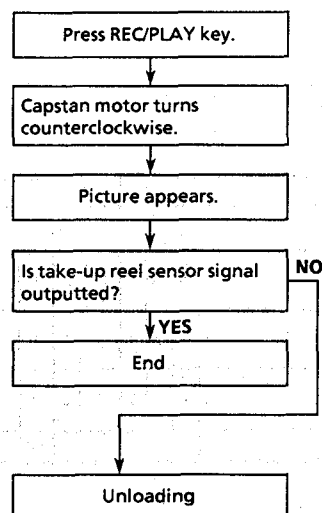 Press REC/PLAY key.
Capstan motor turns
counterclockwise.
Picture appears.
Is take-up reel sensor signal
outputted?
NO
YES
End
Unloading